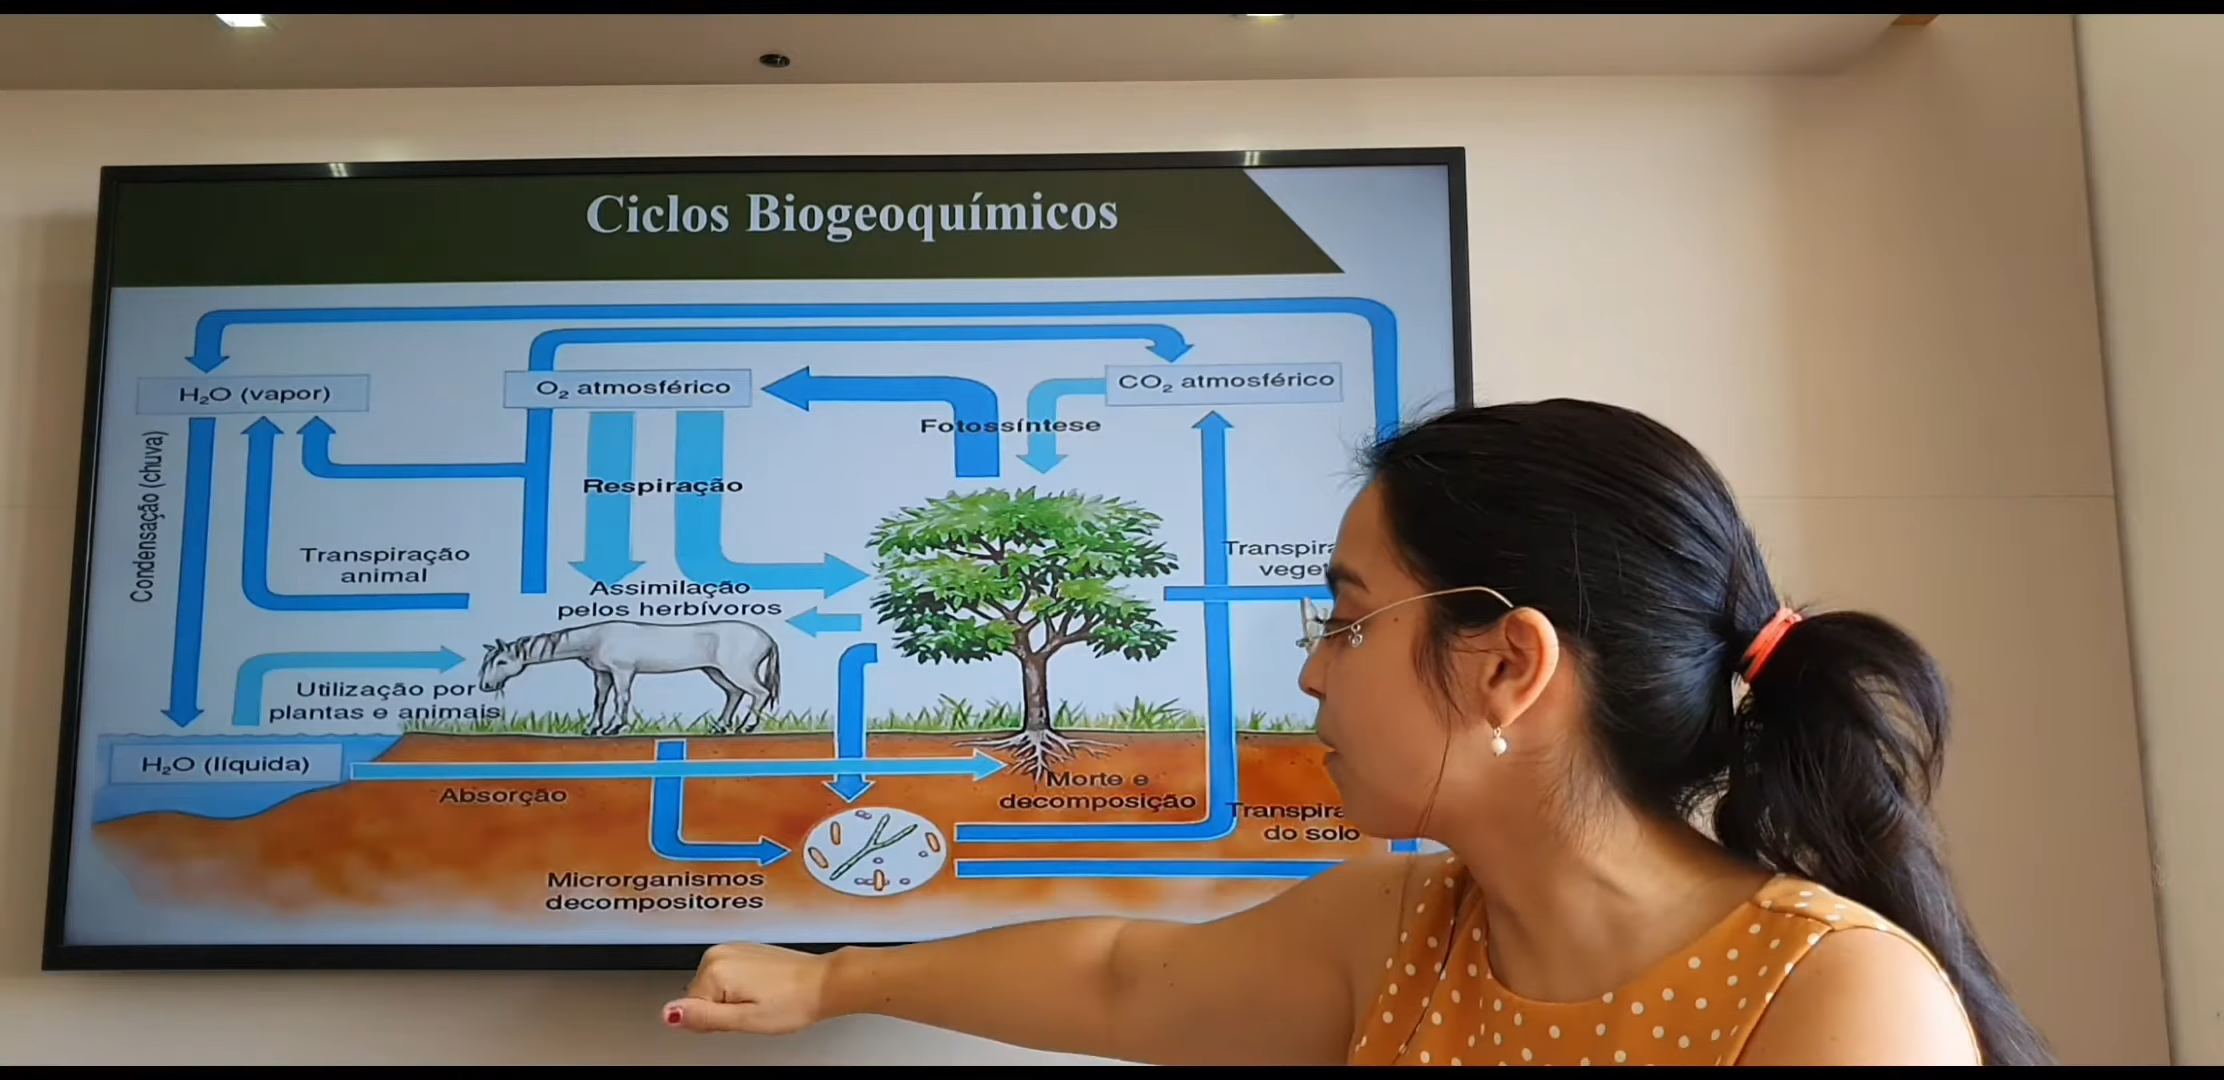 Ciclos Biogeoquímicos
H₂O (vapor)
O₂ atmosférico
CO₂ atmosférico
Fotossíntese
Condensação (chuva)
Respiração
Transpiração
animal
Assimilação
pelos herbívoros
Utilização por
plantas e animais
H₂O (líquida)
Absorção
Morte e
decomposição
do solo
Microrganismos
decompositores